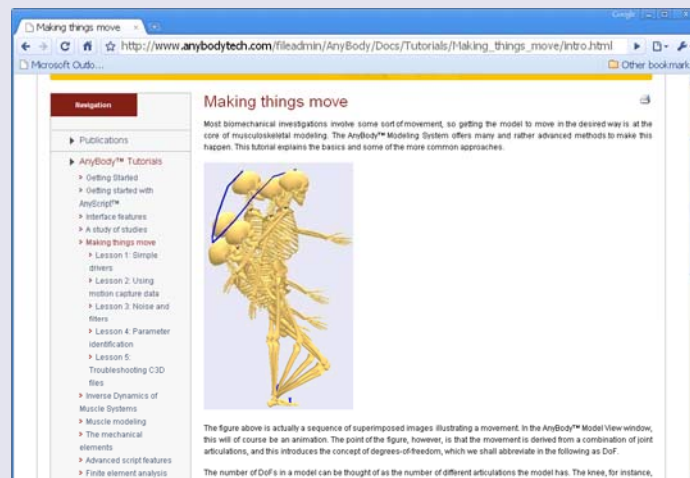 Google
Making things move
http://www.anybodytech.com/fileadmin/AnyBody/Docs/Tutorials/Making_things_move/intro.html
Microsoft Outlo...
Other bookmark
Navigation
Publications
AnyBody™ Tutorials
Getting Started
Getting started with
AnyScript™
Interface features
A study of studies
Making things move
Lesson 1: Simple
drivers
Lesson 2: Using
motion capture data
Lesson 3: Noise and
filters
Lesson 4: Parameter
identification
Lesson 5:
Troubleshooting C3D
files
Inverse Dynamics of
Muscle Systems
Muscle modeling
The mechanical
elements
Advanced script features
Finite element analysis
Making things move
Most biomechanical investigations involve some sort of movement, so getting the model to move in the desired way is at the
core of musculoskeletal modeling. The AnyBody™ Modeling System offers many and rather advanced methods to make this
happen. This tutorial explains the basics and some of the more common approaches.
The figure above is actually a sequence of superimposed images illustrating a movement. In the AnyBody™ Model View window,
this will of course be an animation. The point of the figure, however, is that the movement is derived from a combination of joint
articulations, and this introduces the concept of degrees-of-freedom, which we shall abbreviate in the following as DoF.
The number of DoFs in a model can be thought of as the number of different articulations the model has. The knee, for instance,